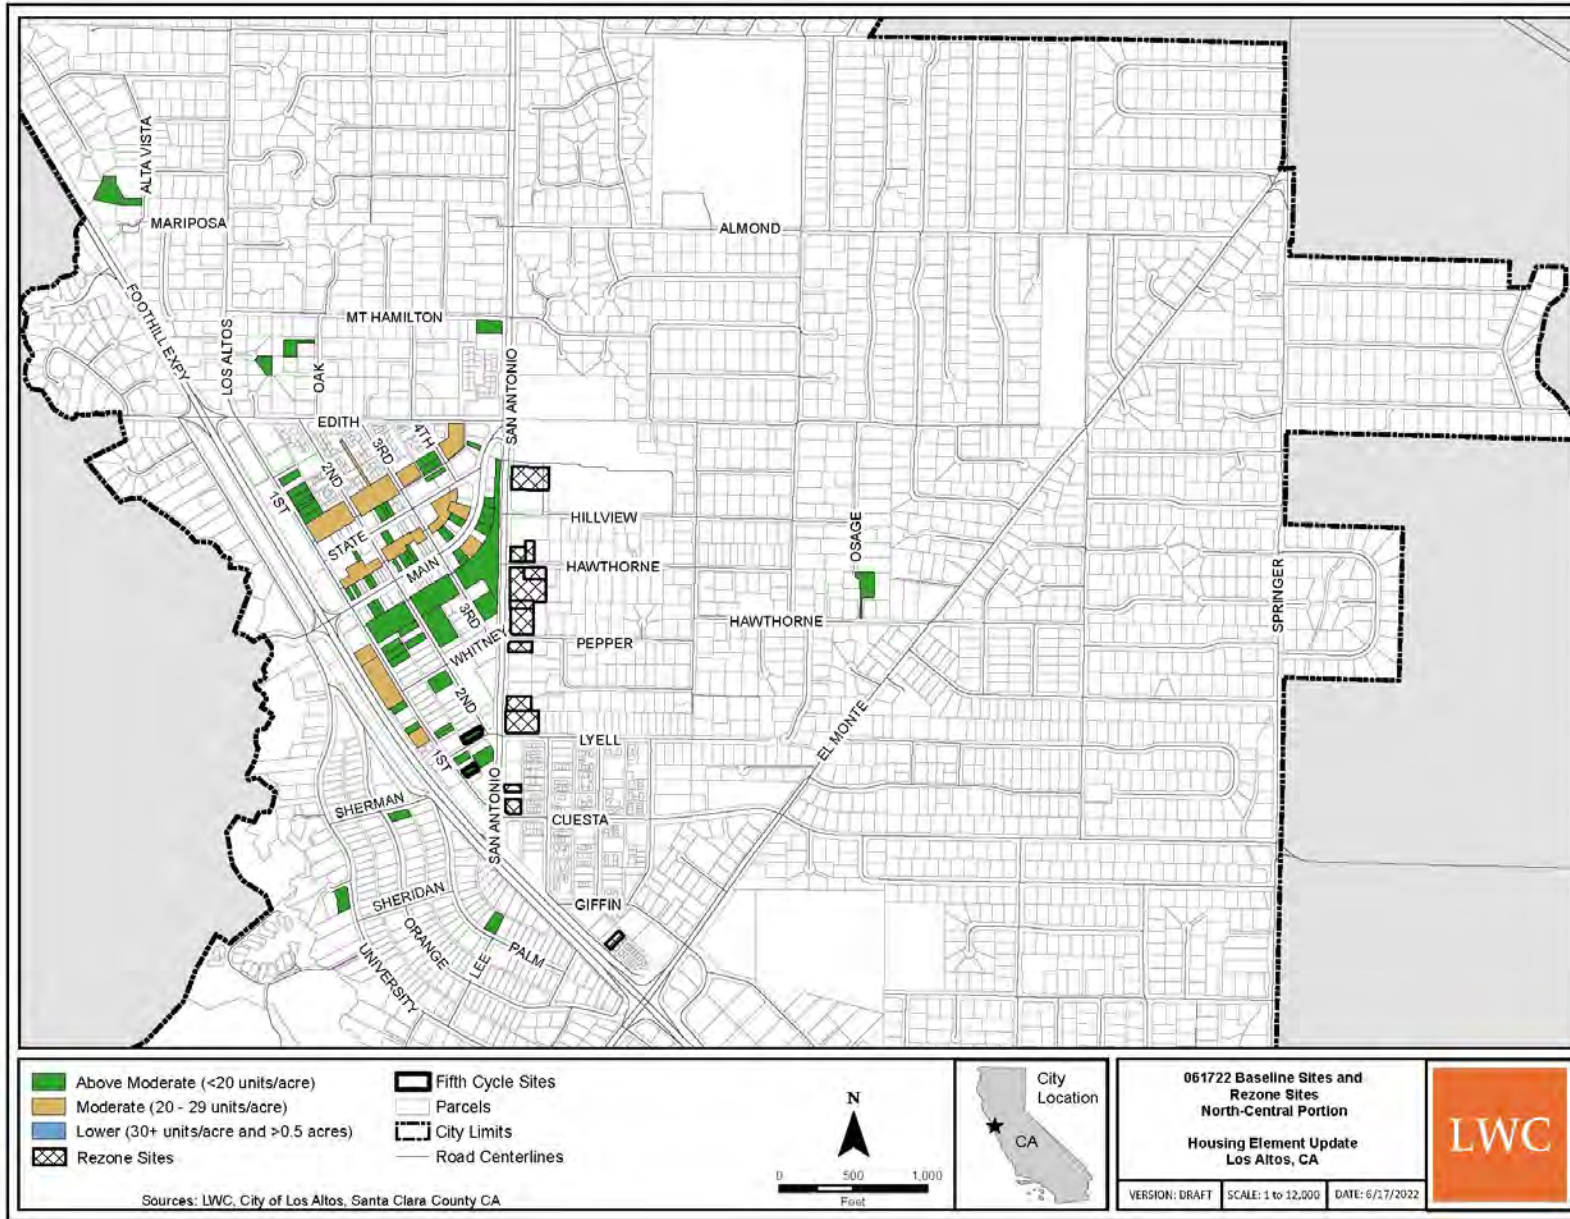 ALTA VISTA
MARIPOSA
ALMOND
FOOTHILL EXPY
LOS ALTOS
MT HAMILTON
OAK
SAN ANTONIO
EDITH
4TH
3RD
2ND
1ST
STATE
MAIN
HILLVIEW
HAWTHORNE
OSAGE
3RD
HAWTHORNE
SPRINGER
WHITNEY
PEPPER
2ND
EL MONTE
LYELL
1ST
SAN ANTONIO
SHERMAN
CUESTA
SHERIDAN
GIFFIN
ORANGE
LEE
PALM
UNIVERSITY
Above Moderate (<20 units/acre)
Moderate (20 - 29 units/acre)
Lower (30+ units/acre and >0.5 acres)
Rezone Sites
Fifth Cycle Sites
Parcels
City Limits
Road Centerlines
Sources: LWC, City of Los Altos, Santa Clara County CA
N
0 500 1,000
Feet
City
Location
CA
061722 Baseline Sites and
Rezone Sites
North-Central Portion
Housing Element Update
Los Altos, CA
VERSION: DRAFT SCALE: 1 to 12,000 DATE: 6/17/2022
LWC